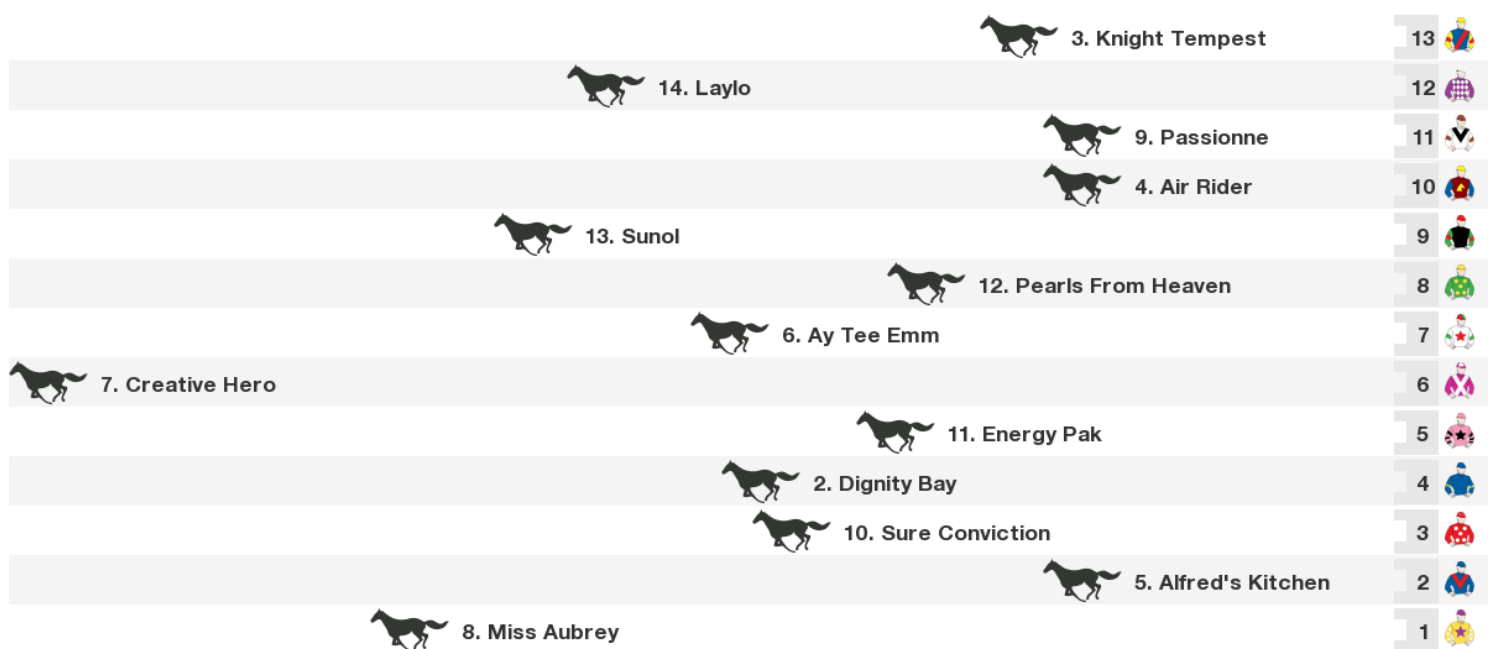 3. Knight Tempest 13
14. Laylo 12
9. Passionne 11
4. Air Rider 10
13. Sunol 9
12. Pearls From Heaven 8
6. Ay Tee Emm 7
7. Creative Hero 6
11. Energy Pak 5
2. Dignity Bay 4
10. Sure Conviction 3
5. Alfred's Kitchen 2
8. Miss Aubrey 1